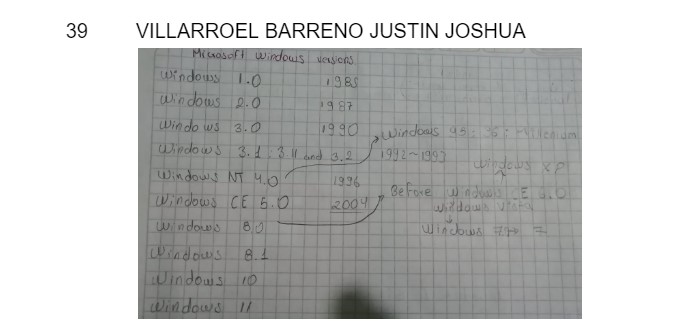 39 VILLARROEL BARRENO JUSTIN JOSHUA
Microsoft windows versions
Windows 1.0 1985
Windows 2.0 1987
Windows 3.0 1990
Windows 95; 96;
Windows 3.1, 3.11 and 3.2 1992~1993
Windows XP
Windows NT 4.0 1996
Before Windows CE 5.0
Windows CE 5.0 2004
Windows Vista
Windows 8.0
Windows 7
Windows 8.1
Windows 10
Windows 11